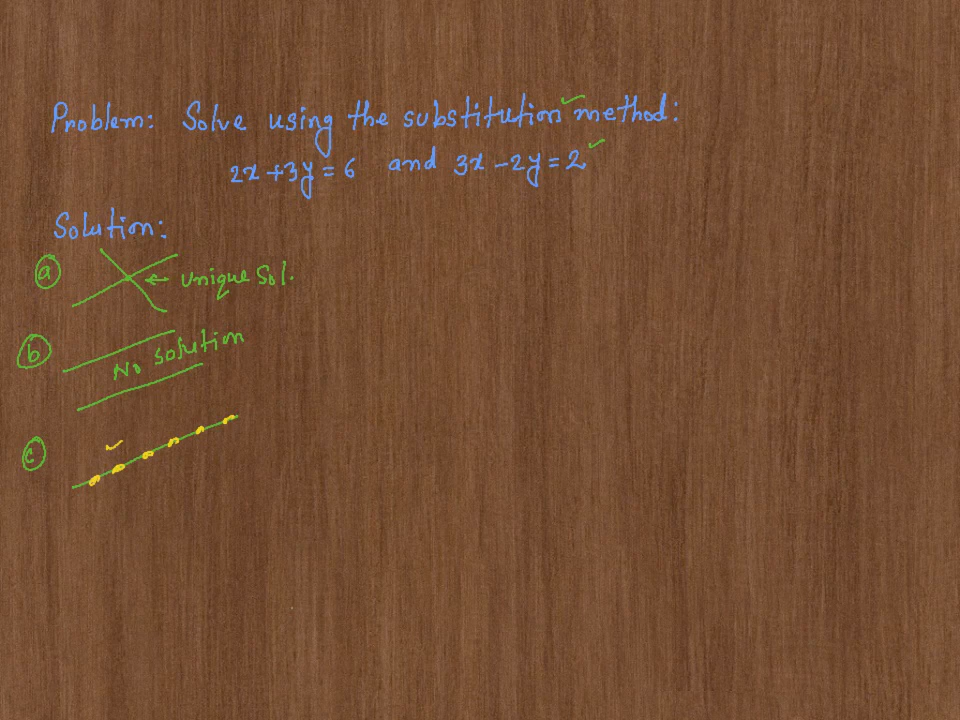 Problem: Solve using the substitution method:
2x + 3y = 6 and 3x - 2y = 2
Solution:
a ← Unique Sol.
b No solution
c